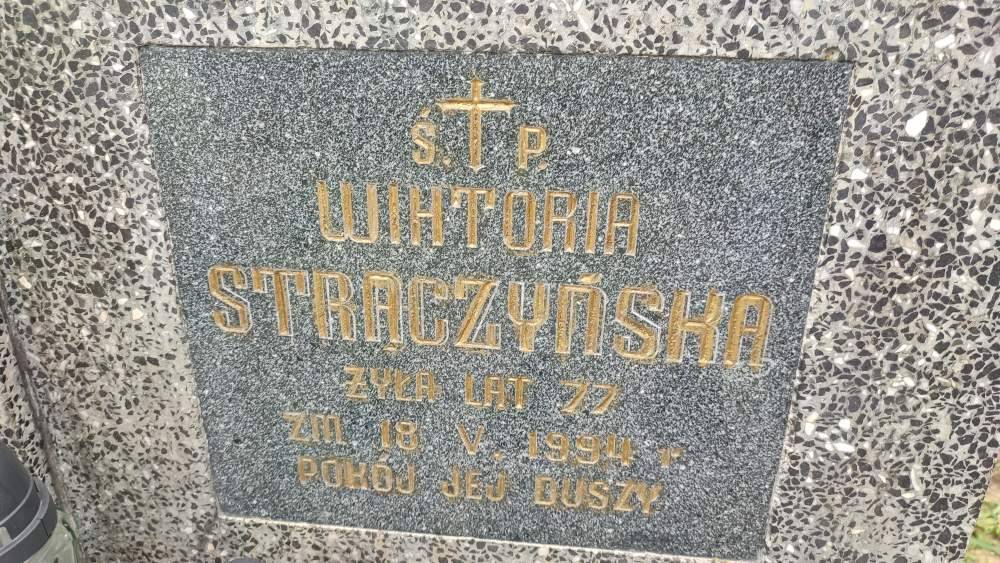 Ś. P.
WIKTORIA
STRĄCZYŃSKA
ŻYŁA LAT 77
ZM. 18 V. 1994 r
POKÓJ JEJ DUSZY